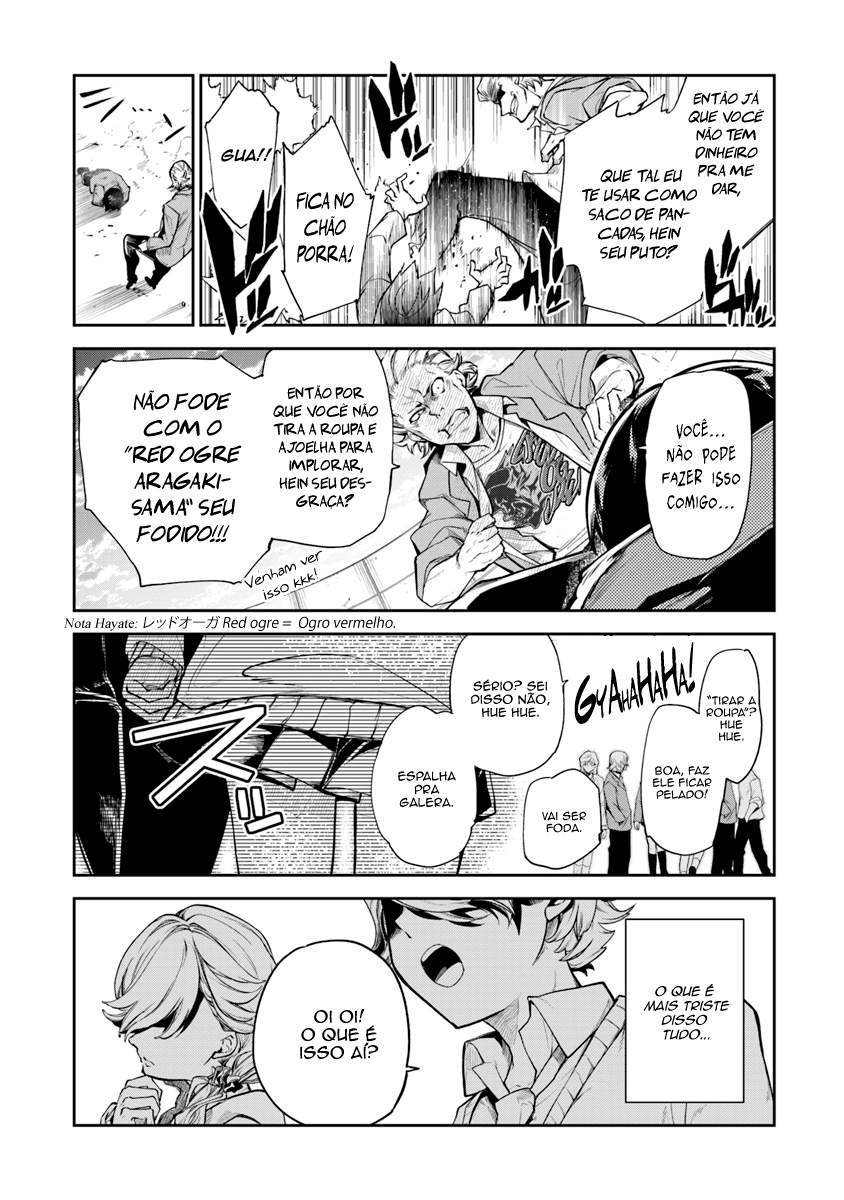 ENTÃO JÁ
QUE VOCÊ
NÃO TEM
DINHEIRO
PRA ME
DAR,
QUE TAL EU
TE USAR COMO
SACO DE PAN-
CADAS, HEIN
SEU PUTO?
GUA!!
FICA NO
CHÃO
PORRA!
VOCÊ...
NÃO PODE
FAZER ISSO
COMIGO...
ENTÃO POR
QUE VOCÊ NÃO
TIRA A ROUPA E
AJOELHA PARA
IMPLORAR,
HEIN SEU DES-
GRAÇA?
NÃO FODE
COM O
"RED OGRE
ARAGAKI-
SAMA" SEU
FODIDO!!!
Venham ver
isso kkk!
Nota Hayate: レッドオーガ Red ogre = Ogro vermelho.
"TIRAR A
ROUPA"?
HUE
HUE.
BOA, FAZ
ELE FICAR
PELADO!
GYAHAHAHA!
SÉRIO? SEI
DISSO NÃO,
HUE HUE.
VAI SER
FODA.
ESPALHA
PRA
GALERA.
O QUE É
MAIS TRISTE
DISSO
TUDO...
OI OI!
O QUE É
ISSO AÍ?